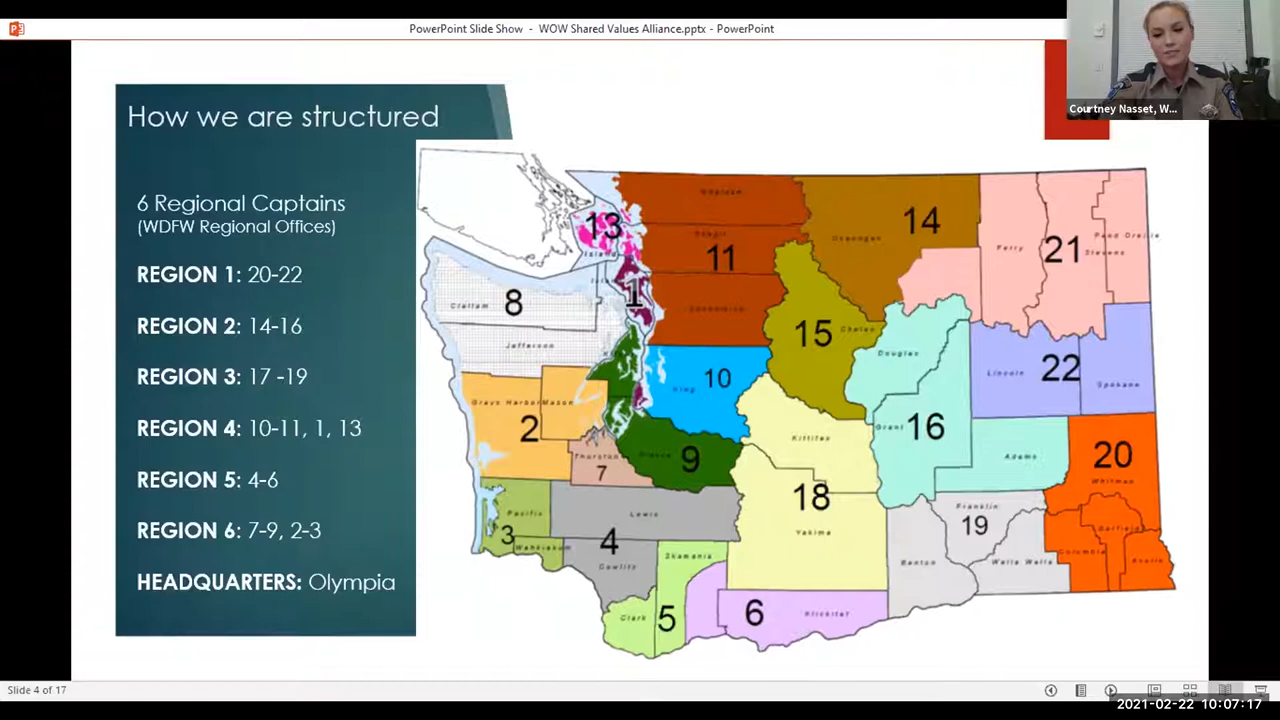 PowerPoint Slide Show - WOW Shared Values Alliance.pptx - PowerPoint
Courtney Nasset, W...
How we are structured
6 Regional Captains
(WDFW Regional Offices)
REGION 1: 20-22
REGION 2: 14-16
REGION 3: 17 -19
REGION 4: 10-11, 1, 13
REGION 5: 4-6
REGION 6: 7-9, 2-3
HEADQUARTERS: Olympia
13
11
14
Okanogan
Ferry
21
Stevens
Pend Oreille
1
8
Clallam
Jefferson
15
Chelan
Douglas
Lincoln
22
Spokane
10
King
Grays Harbor
Mason
2
Thurston
7
Pierce
9
Kittitas
Grant
16
Adams
20
Whitman
Pacific
3
Wahkiakum
Lewis
4
Cowlitz
18
Yakima
Franklin
19
Benton
Walla Walla
Columbia
Garfield
Asotin
Skamania
Clark
5
6
Klickitat
Slide 4 of 17
2021-02-22 10:07:17